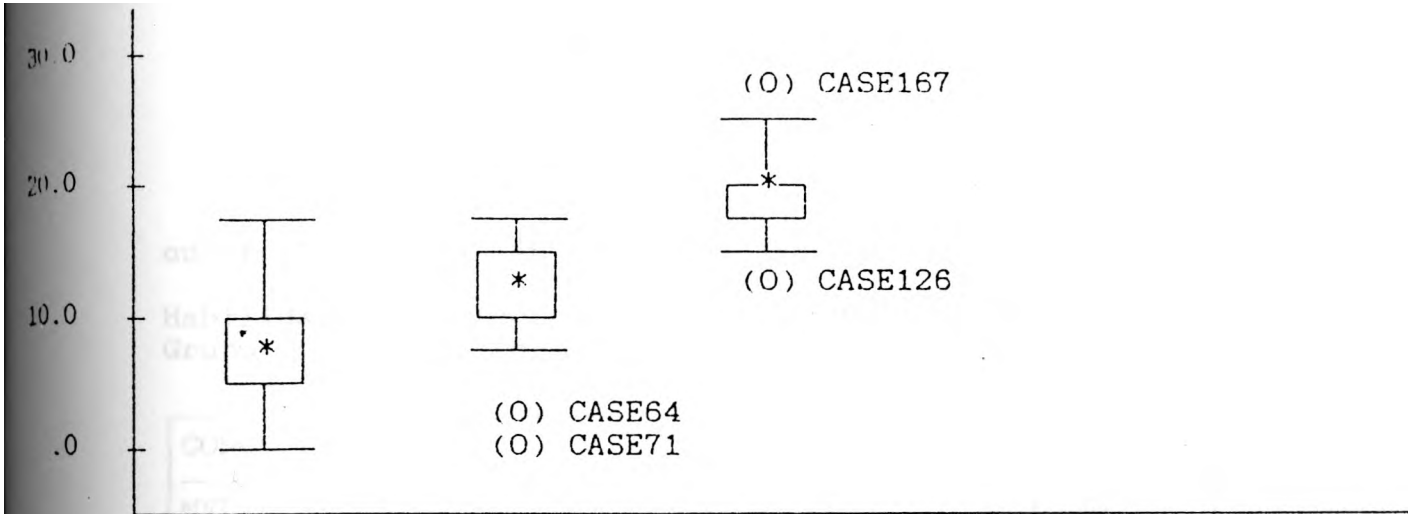 30.0
(O) CASE167
20.0
(O) CASE126
10.0
(O) CASE64
(O) CASE71
.0